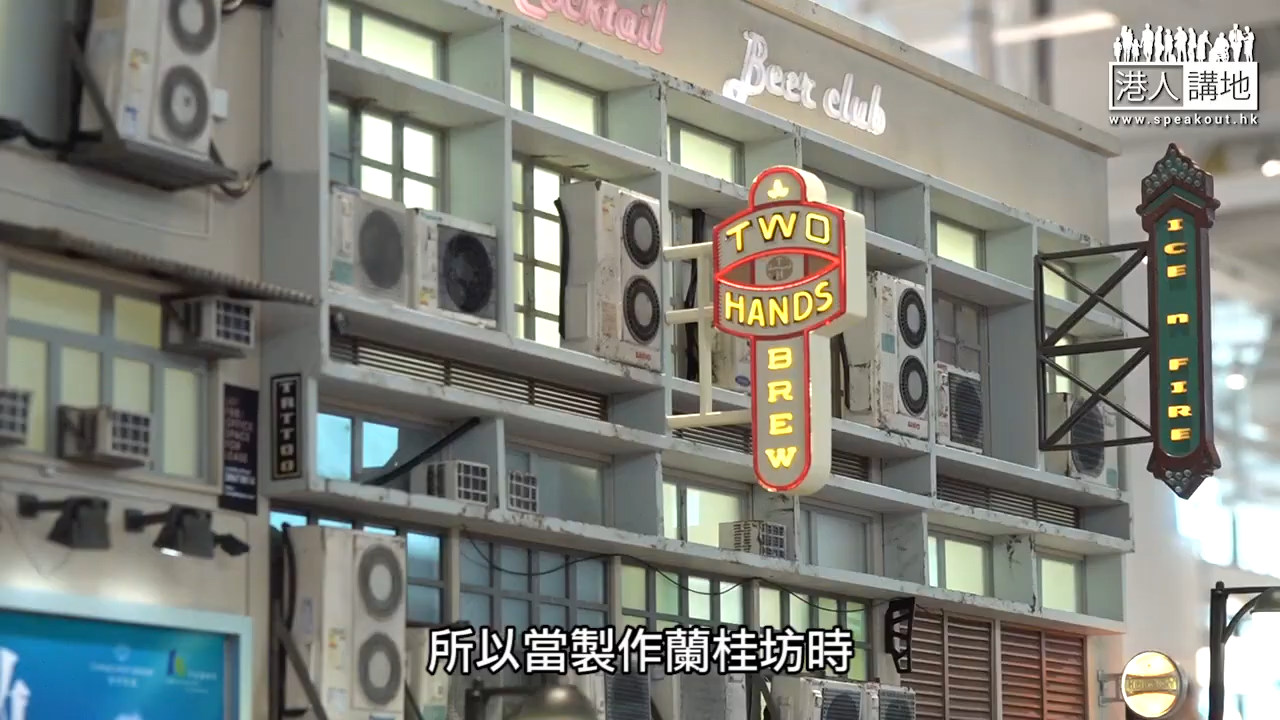 Cocktail
Beer club
港人講地
www.speakout.hk
TWO
HANDS
BREW
ICE n FIRE
TATTOO
所以當製作蘭桂坊時